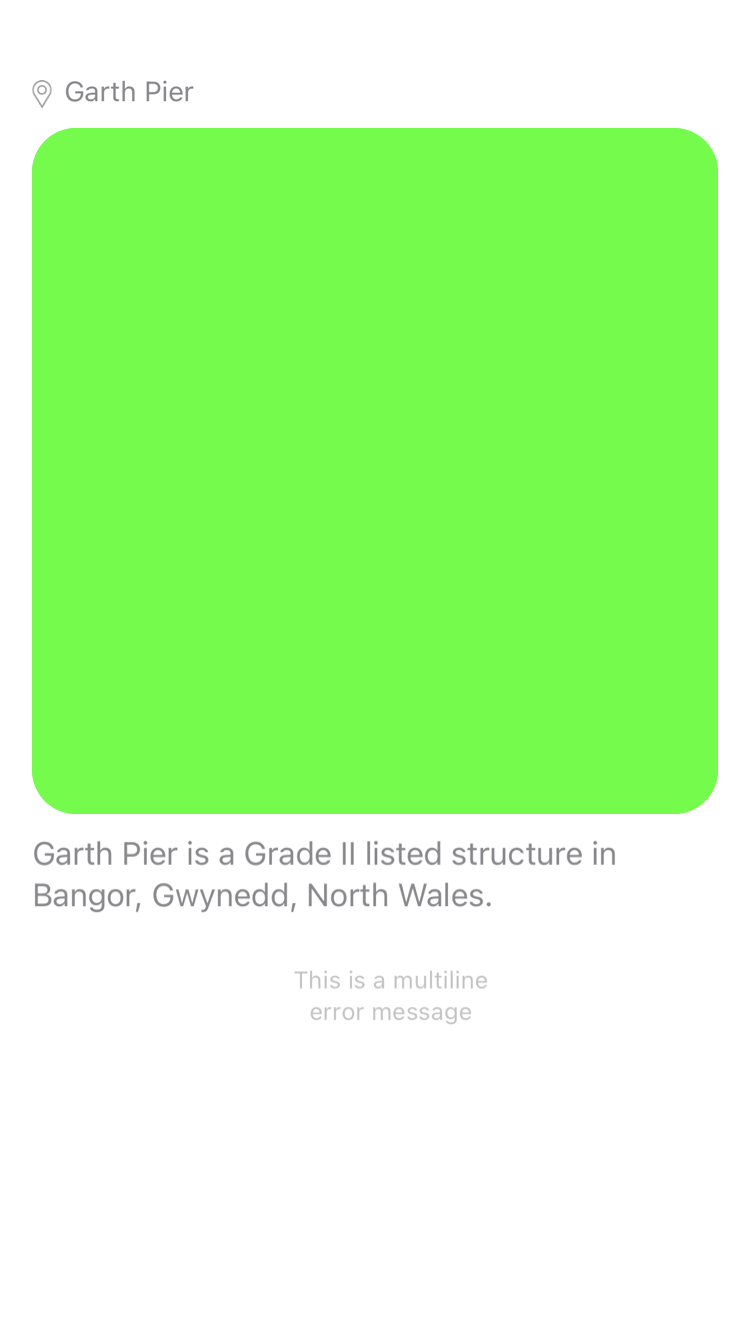 Garth Pier
Garth Pier is a Grade II listed structure in
Bangor, Gwynedd, North Wales.
This is a multiline
error message